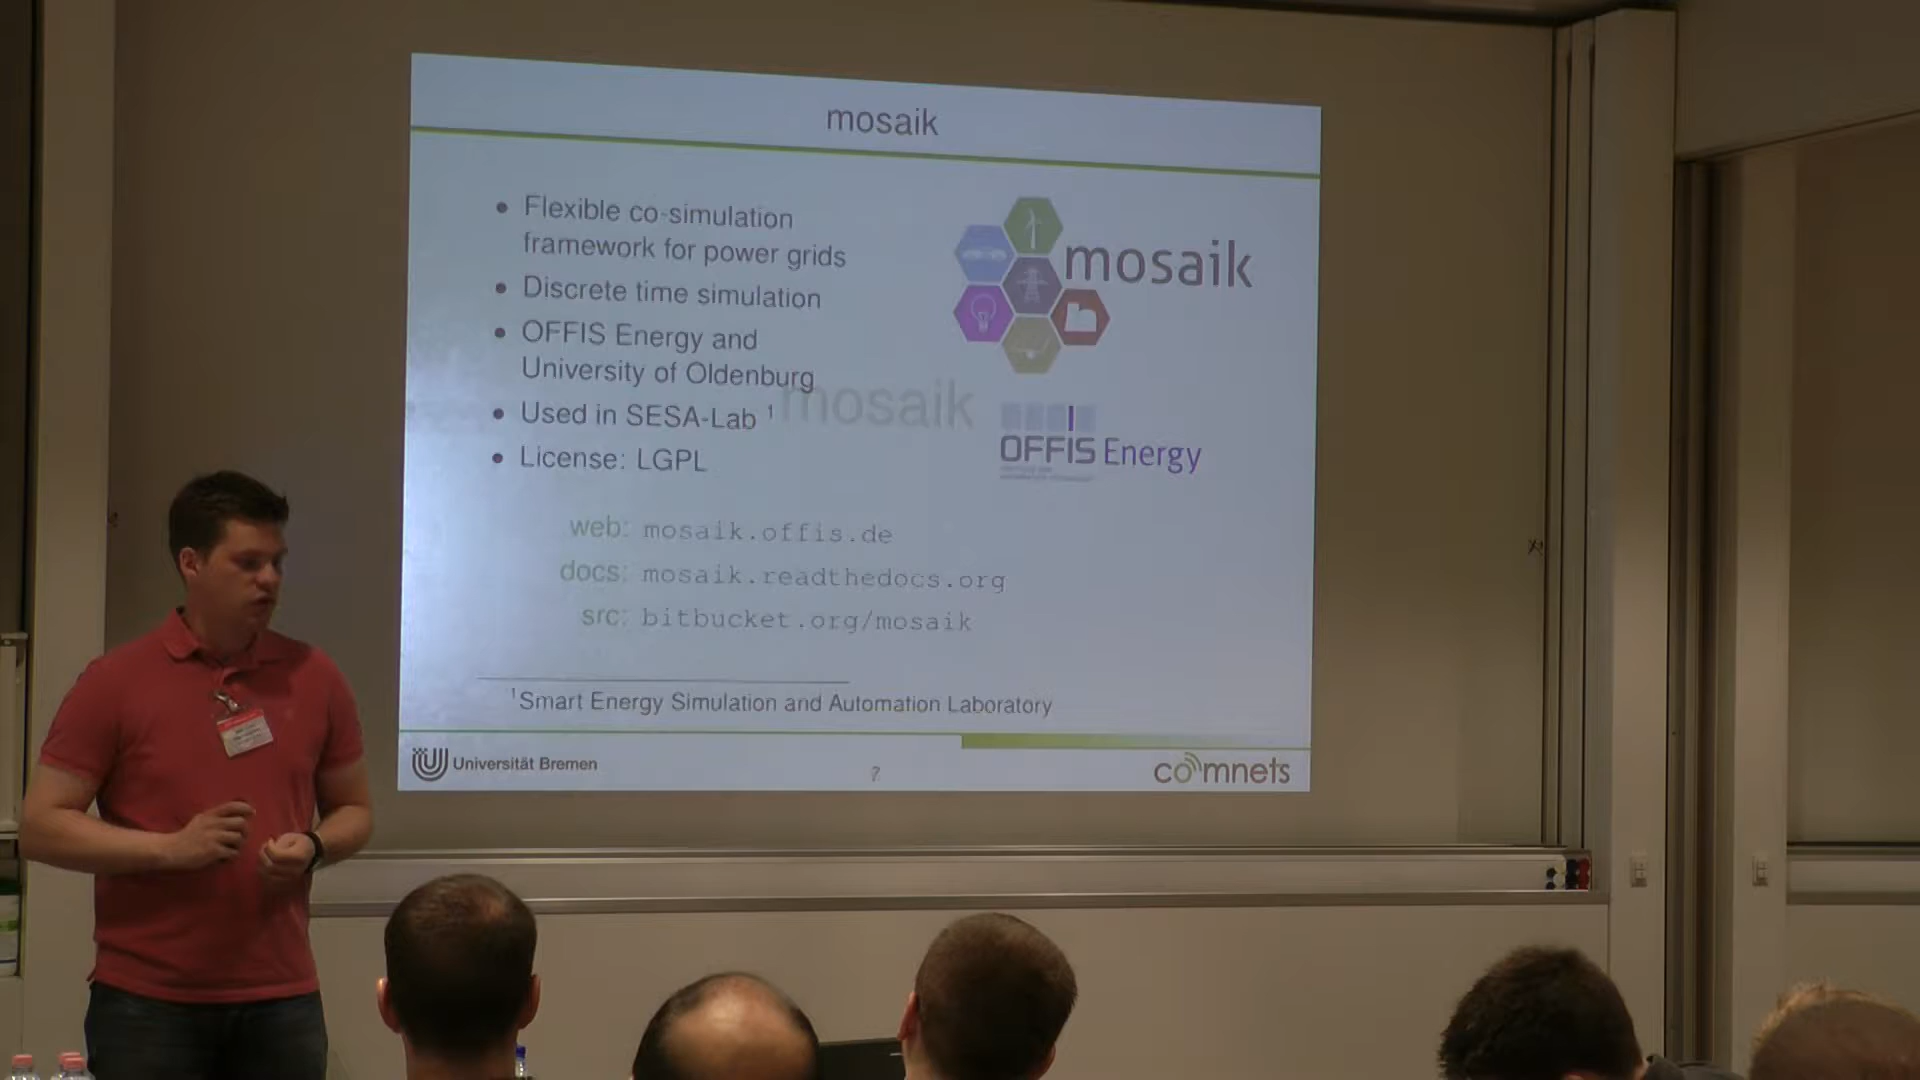 mosaik
• Flexible co-simulation
framework for power grids
• Discrete time simulation
• OFFIS Energy and
University of Oldenburg
• Used in SESA-Lab 1
• License: LGPL
mosaik
mosaik
OFFIS Energy
web: mosaik.offis.de
docs: mosaik.readthedocs.org
src: bitbucket.org/mosaik
1 Smart Energy Simulation and Automation Laboratory
Universität Bremen
comnets